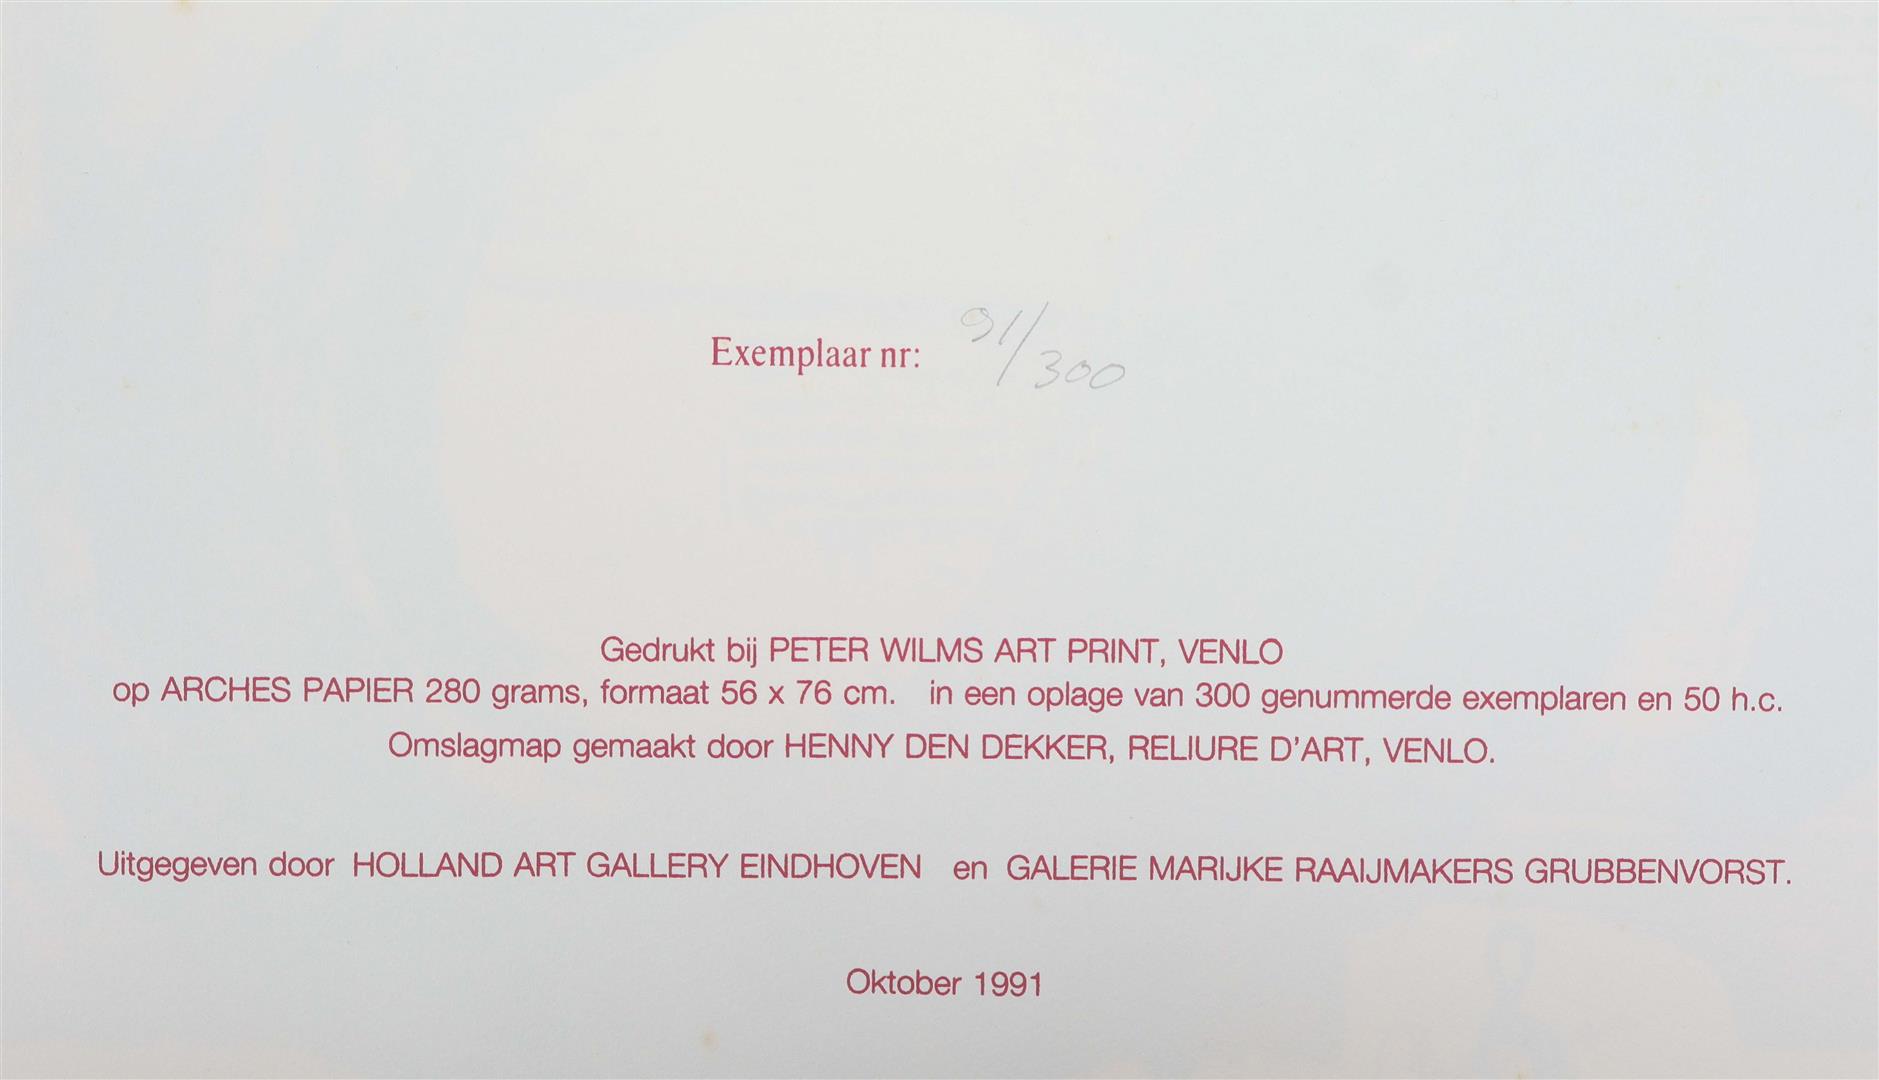 Exemplaar nr: 91/300
Gedrukt bij PETER WILMS ART PRINT, VENLO
op ARCHES PAPIER 280 grams, formaat 56 x 76 cm. in een oplage van 300 genummerde exemplaren en 50 h.c.
Omslagmap gemaakt door HENNY DEN DEKKER, RELIURE D'ART, VENLO.
Uitgegeven door HOLLAND ART GALLERY EINDHOVEN en GALERIE MARIJKE RAAIJMAKERS GRUBBENVORST.
Oktober 1991